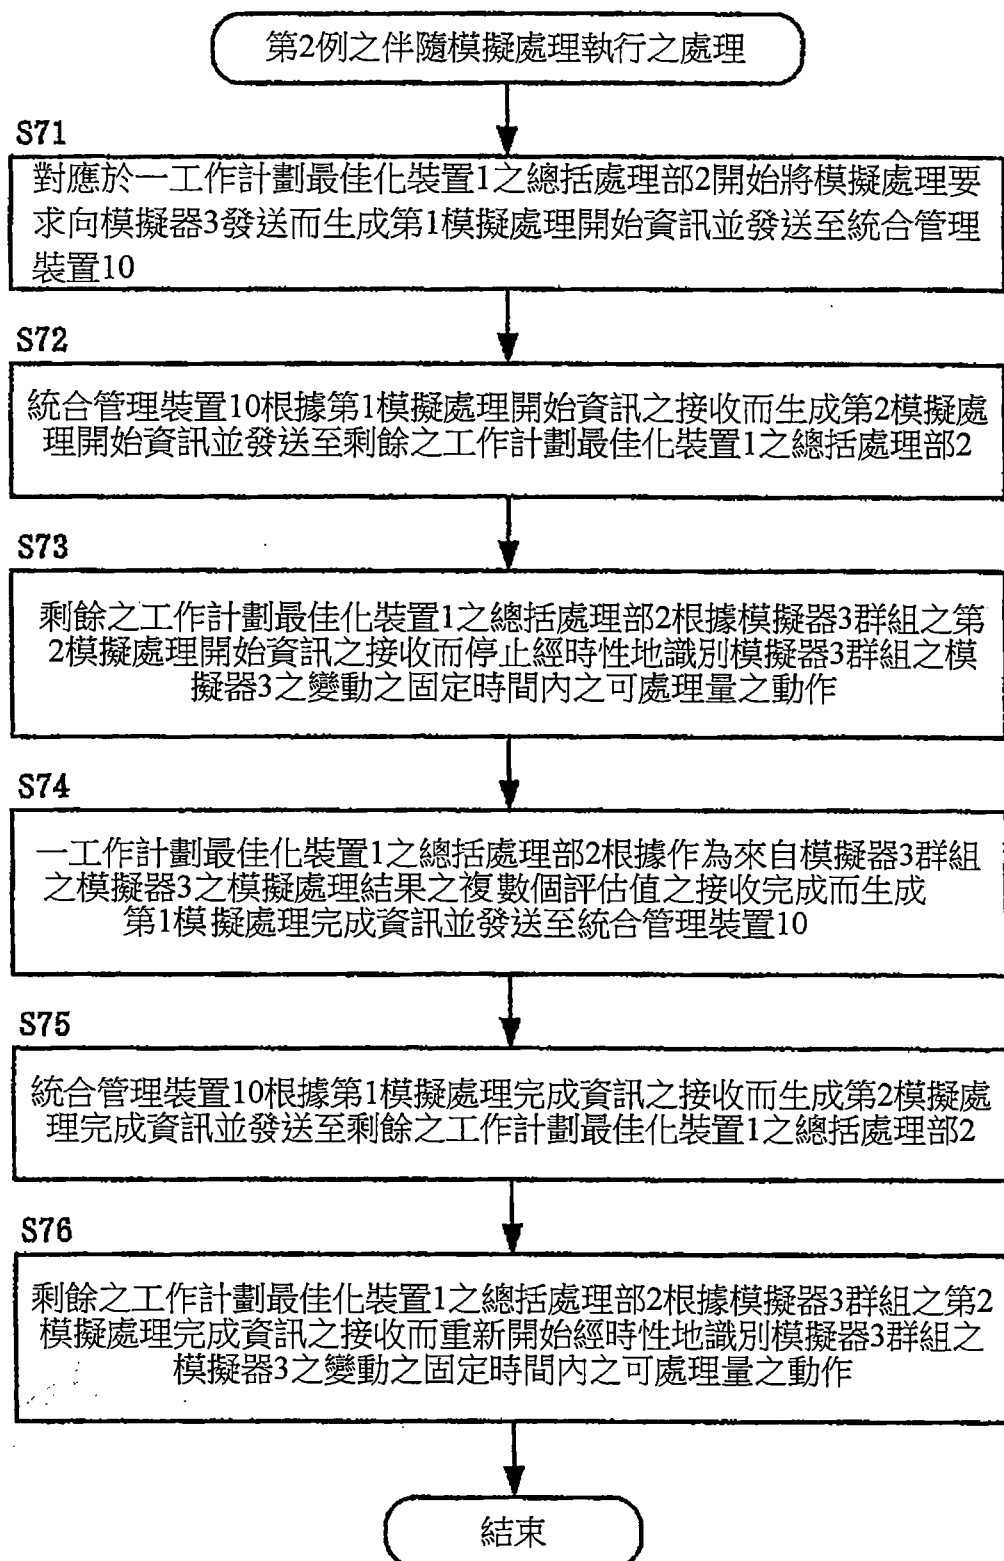 第2例之伴隨模擬處理執行之處理
S71
對應於一工作計劃最佳化裝置1之總括處理部2開始將模擬處理要
求向模擬器3發送而生成第1模擬處理開始資訊並發送至統合管理
裝置10
S72
統合管理裝置10根據第1模擬處理開始資訊之接收而生成第2模擬處
理開始資訊並發送至剩餘之工作計劃最佳化裝置1之總括處理部2
S73
剩餘之工作計劃最佳化裝置1之總括處理部2根據模擬器3群組之第
2模擬處理開始資訊之接收而停止經時性地識別模擬器3群組之模
擬器3之變動之固定時間內之可處理量之動作
S74
一工作計劃最佳化裝置1之總括處理部2根據作為來自模擬器3群組
之模擬器3之模擬處理結果之複數個評估值之接收完成而生成
第1模擬處理完成資訊並發送至統合管理裝置10
S75
統合管理裝置10根據第1模擬處理完成資訊之接收而生成第2模擬處
理完成資訊並發送至剩餘之工作計劃最佳化裝置1之總括處理部2
S76
剩餘之工作計劃最佳化裝置1之總括處理部2根據模擬器3群組之第2
模擬處理完成資訊之接收而重新開始經時性地識別模擬器3群組之
模擬器3之變動之固定時間內之可處理量之動作
結束